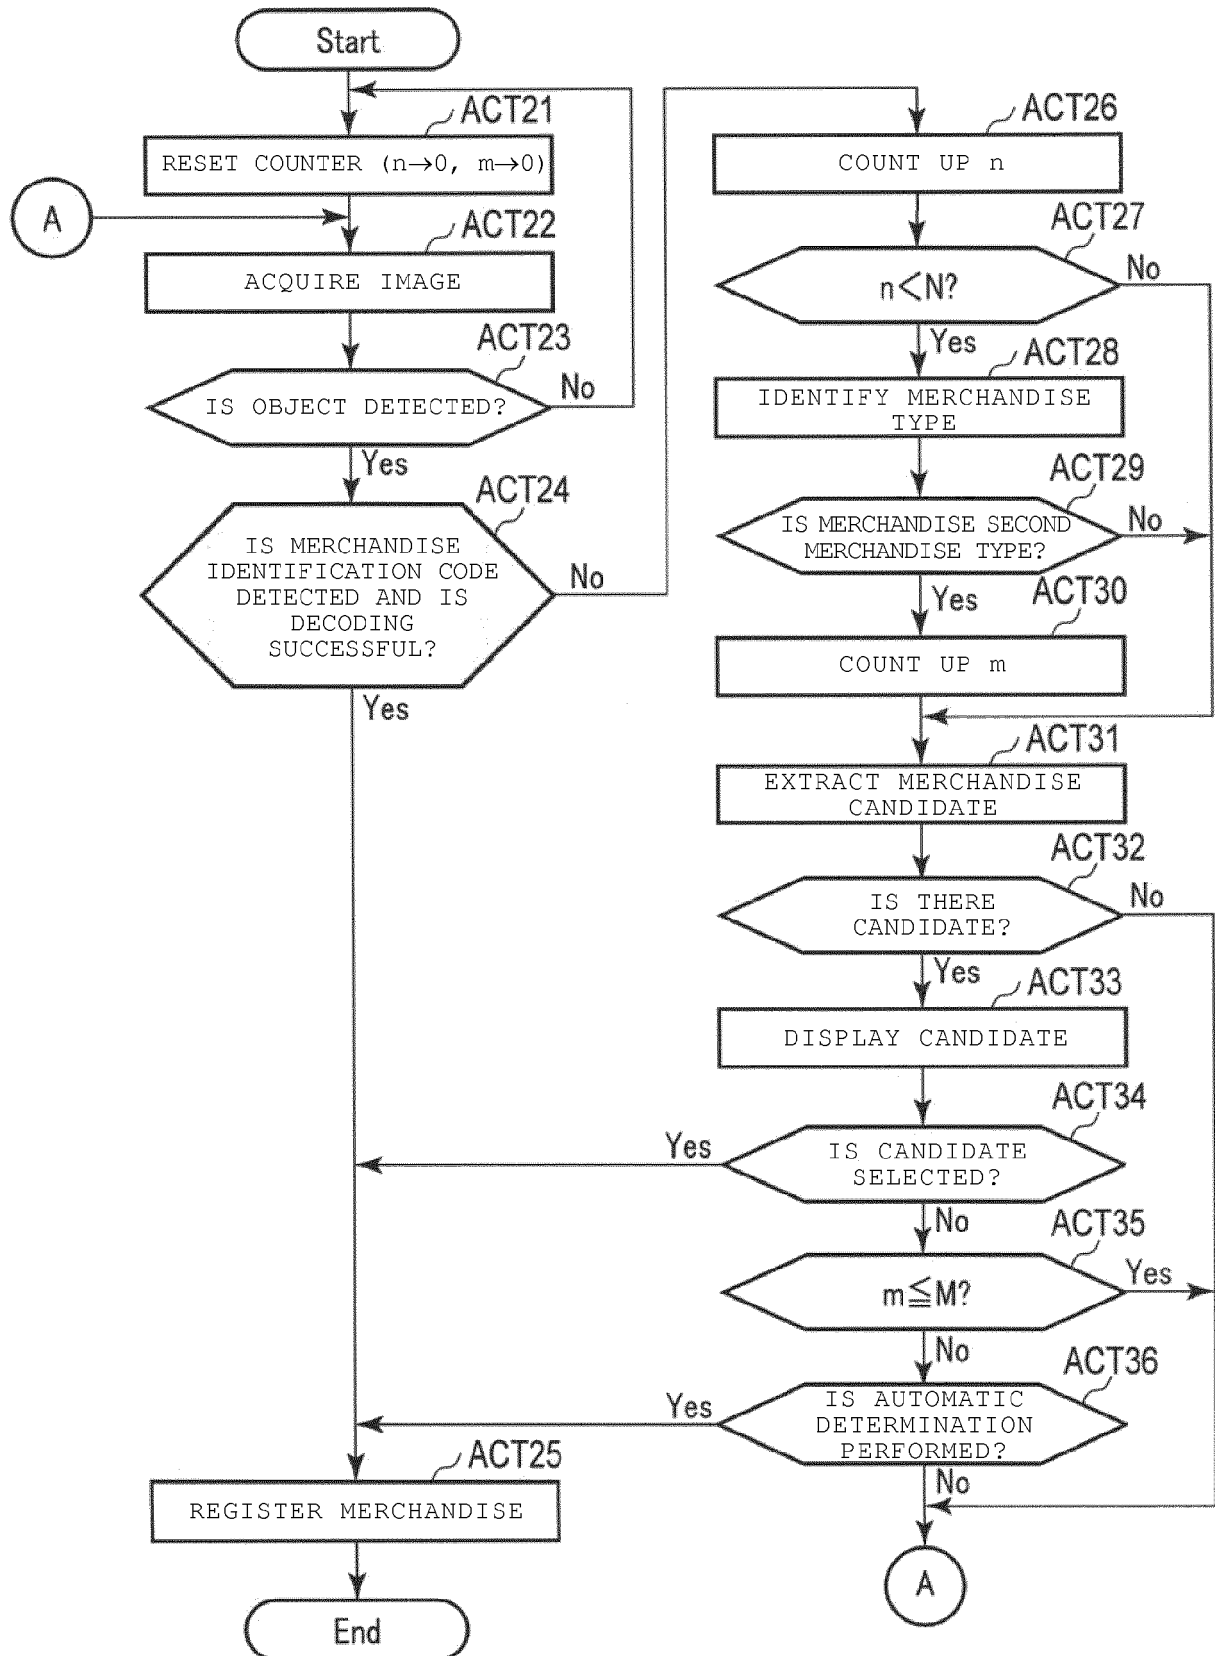 Start
ACT21
RESET COUNTER (n→0, m→0)
A
ACT22
ACQUIRE IMAGE
ACT23
IS OBJECT DETECTED?
No
Yes
ACT24
IS MERCHANDISE
IDENTIFICATION CODE
DETECTED AND IS
DECODING
SUCCESSFUL?
No
Yes
ACT25
REGISTER MERCHANDISE
End
ACT26
COUNT UP n
ACT27
n<N?
No
Yes
ACT28
IDENTIFY MERCHANDISE
TYPE
ACT29
IS MERCHANDISE SECOND
MERCHANDISE TYPE?
No
Yes
ACT30
COUNT UP m
ACT31
EXTRACT MERCHANDISE
CANDIDATE
ACT32
IS THERE
CANDIDATE?
No
Yes
ACT33
DISPLAY CANDIDATE
ACT34
IS CANDIDATE
SELECTED?
Yes
No
ACT35
m≦M?
Yes
No
ACT36
IS AUTOMATIC
DETERMINATION
PERFORMED?
Yes
No
A